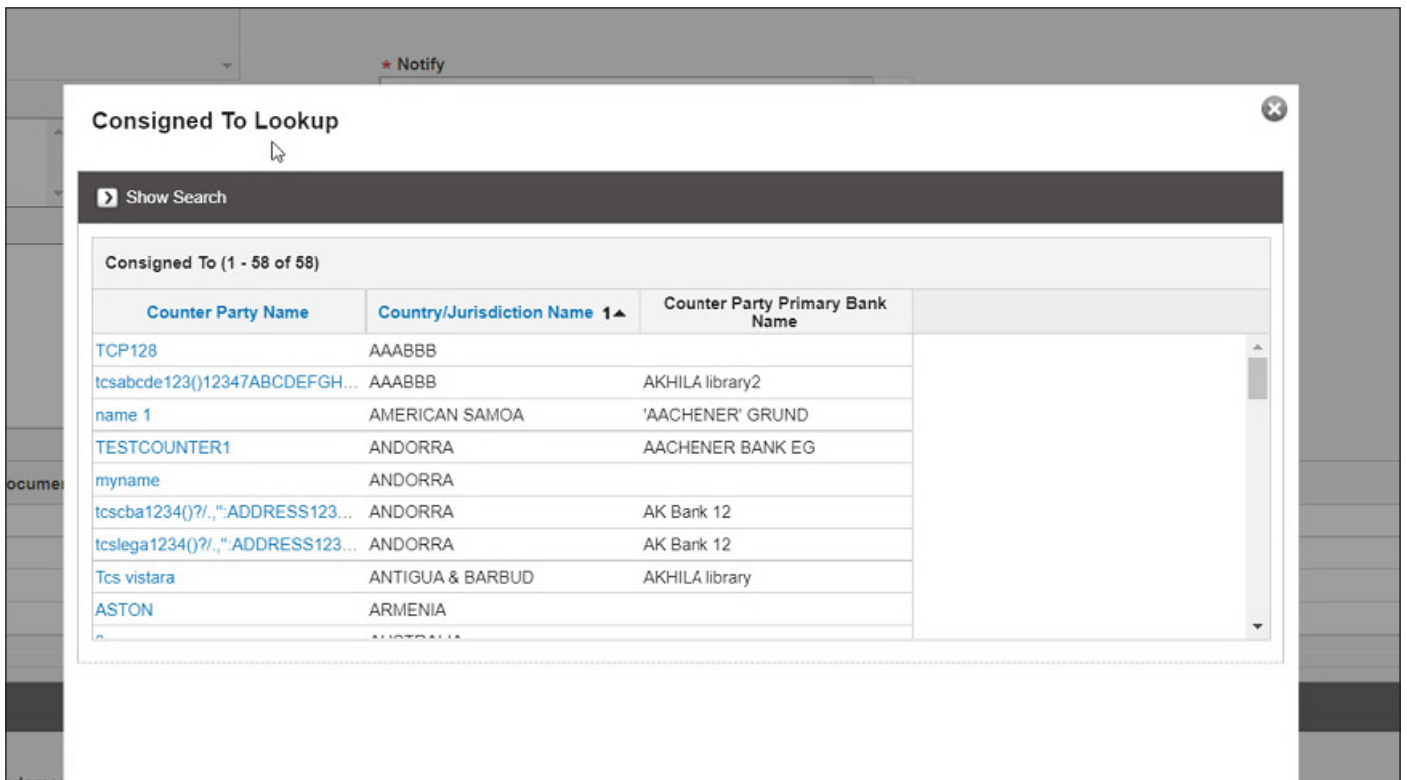 * Notify
Consigned To Lookup
Show Search
Consigned To (1 - 58 of 58)
Counter Party Name Country/Jurisdiction Name 1▲ Counter Party Primary Bank
Name
TCP128 AAABBB
tcsabcde123()12347ABCDEFGH... AAABBB AKHILA library2
name 1 AMERICAN SAMOA 'AACHENER' GRUND
TESTCOUNTER1 ANDORRA AACHENER BANK EG
myname ANDORRA
ocumen
tcscba1234()?/.,":ADDRESS123... ANDORRA AK Bank 12
tcslega1234()?/.,":ADDRESS123... ANDORRA AK Bank 12
Tcs vistara ANTIGUA & BARBUD AKHILA library
ASTON ARMENIA
AUSTRALIA